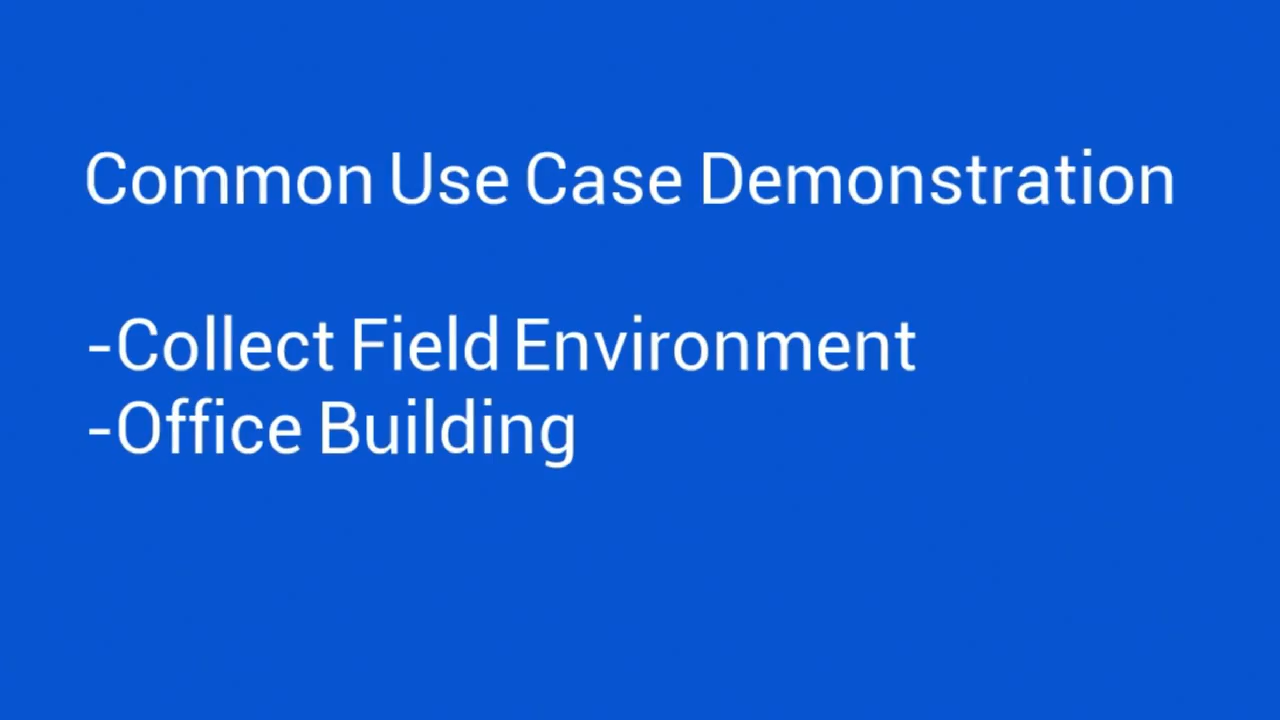 Common Use Case Demonstration
-Collect Field Environment
-Office Building